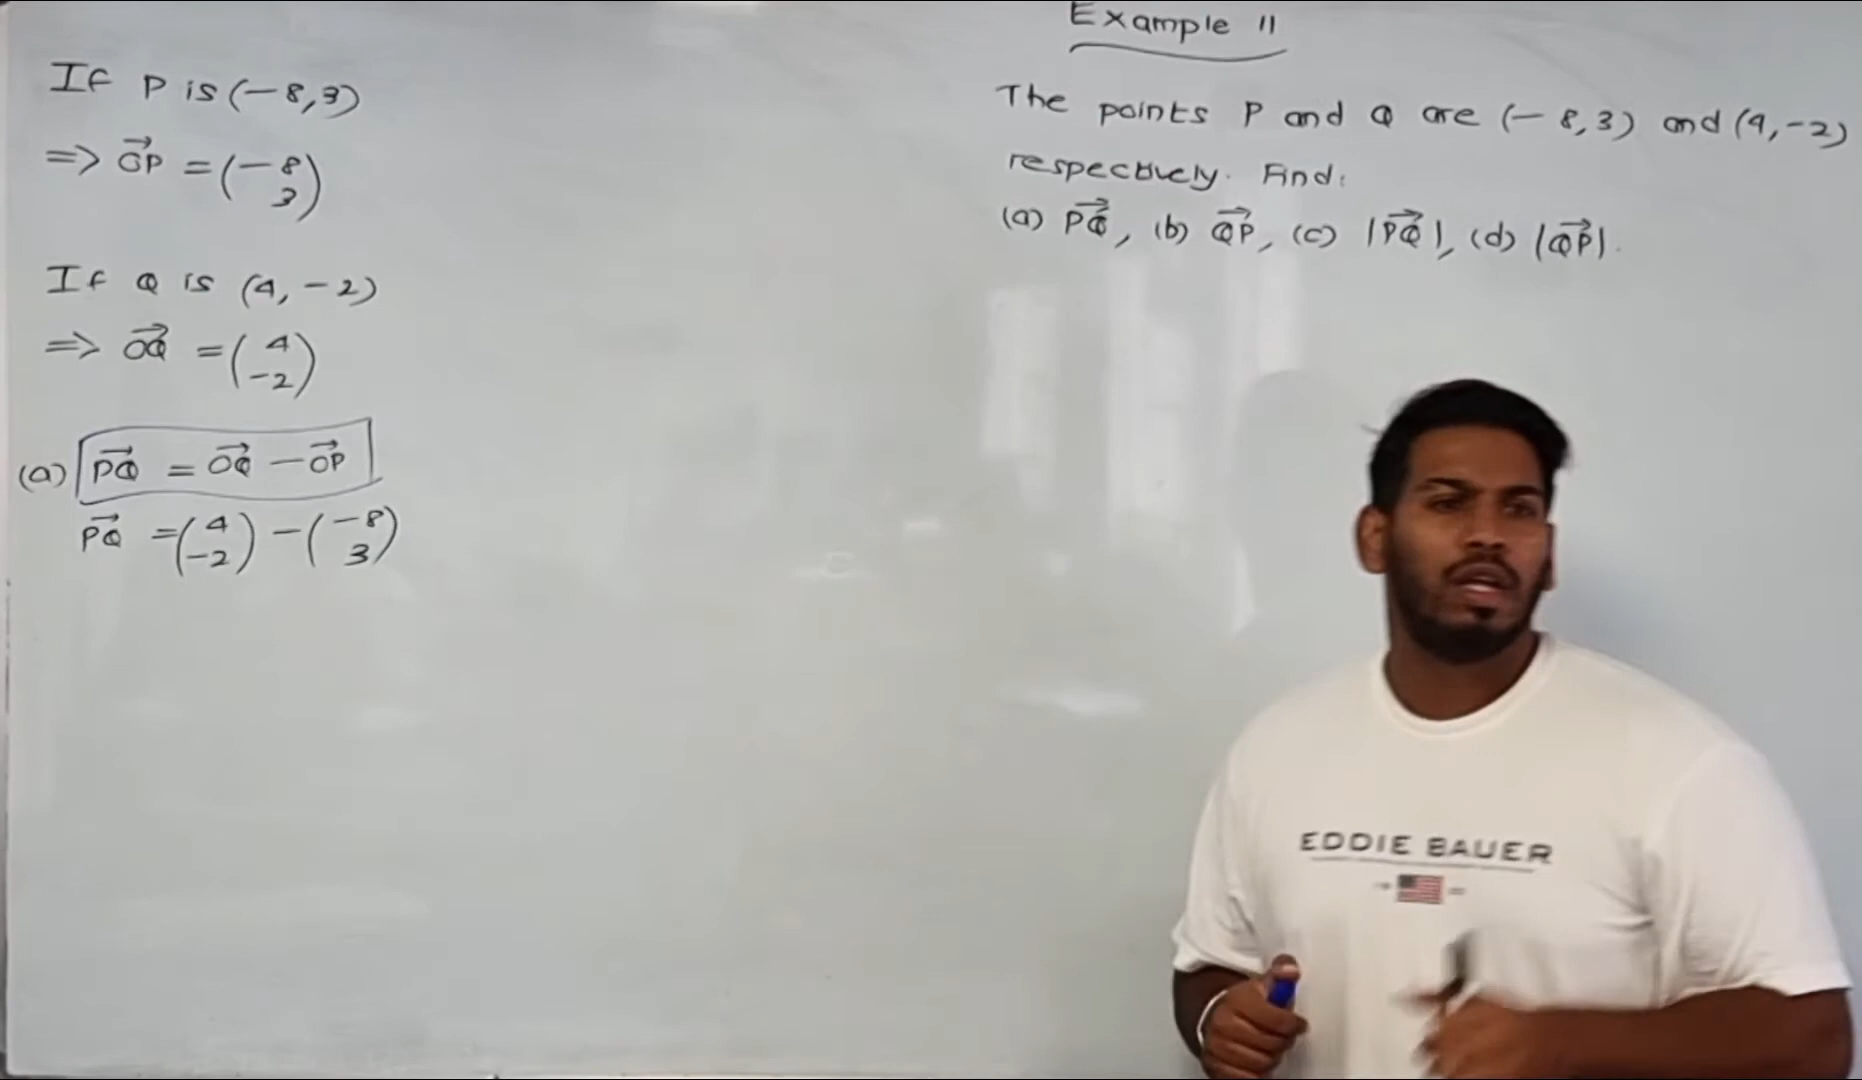 If P is (-8,3)
=> OP⃗ = (-8
3)
If Q is (4,-2)
=> OQ⃗ = (4
-2)
(a) PQ⃗ = OQ⃗ - OP⃗
PQ⃗ = (4 -2) - (-8 3)
Example 11
The points P and Q are (-8,3) and (4,-2)
respectively. Find:
(a) PQ⃗, (b) QP⃗, (c) |PQ⃗|, (d) |QP⃗|.
EDDIE BAUER